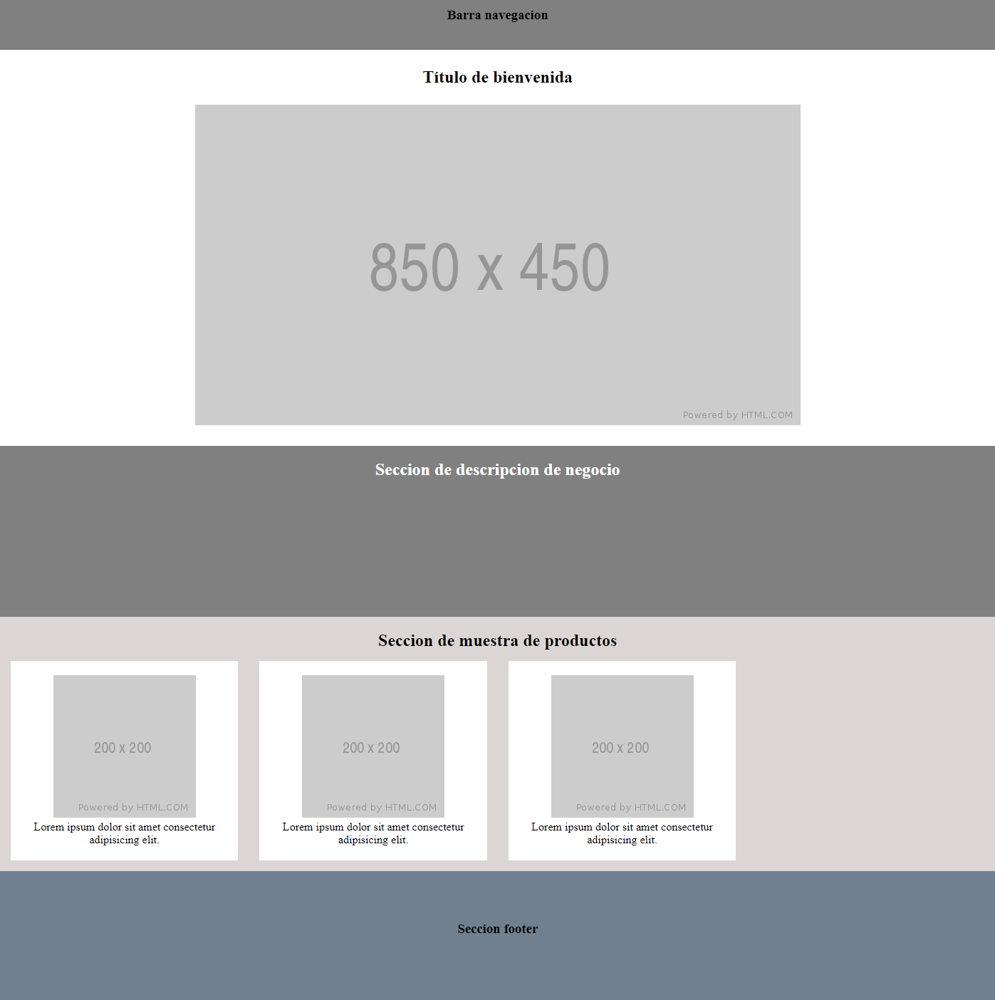 Barra navegacion
Título de bienvenida
850 x 450
Powered by HTML.COM
Seccion de descripcion de negocio
Seccion de muestra de productos
200 x 200
Powered by HTML.COM
Lorem ipsum dolor sit amet consectetur
adipisicing elit.
200 x 200
Powered by HTML.COM
Lorem ipsum dolor sit amet consectetur
adipisicing elit.
200 x 200
Powered by HTML.COM
Lorem ipsum dolor sit amet consectetur
adipisicing elit.
Seccion footer